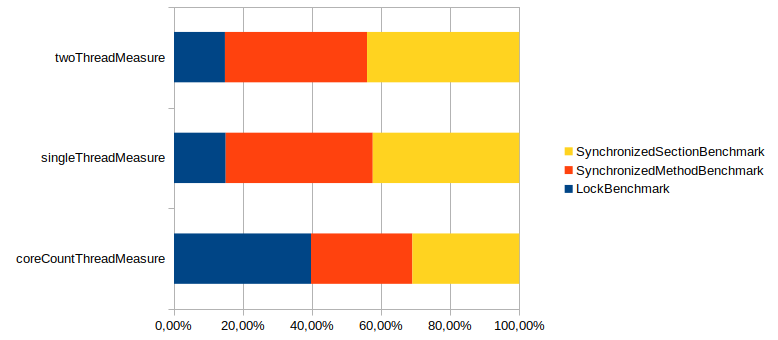 twoThreadMeasure
singleThreadMeasure
coreCountThreadMeasure
0,00% 20,00% 40,00% 60,00% 80,00% 100,00%
SynchronizedSectionBenchmark
SynchronizedMethodBenchmark
LockBenchmark